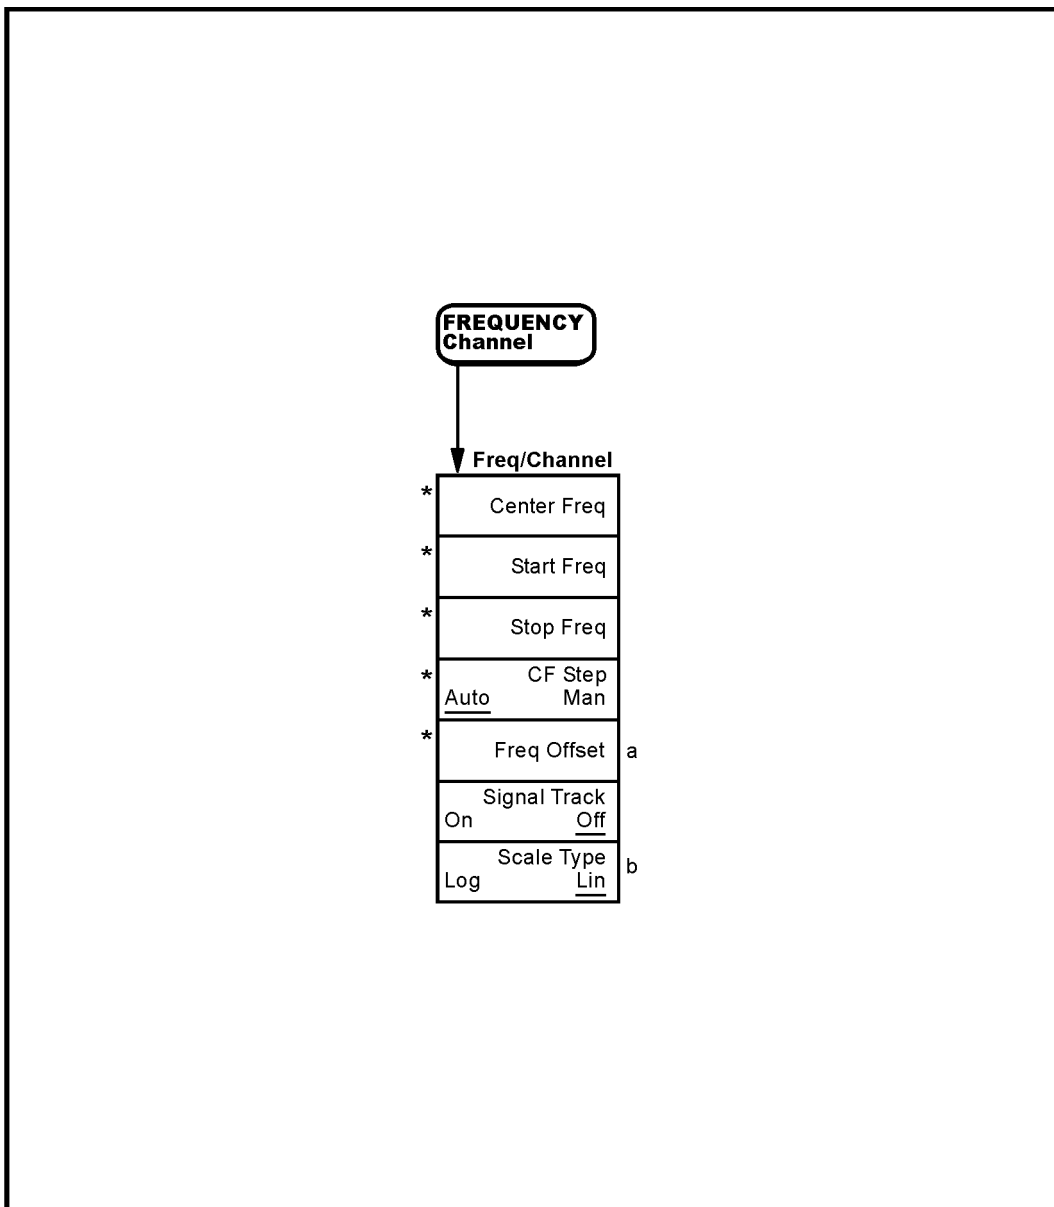 FREQUENCY
Channel
Freq/Channel
* Center Freq
* Start Freq
* Stop Freq
* CF Step
Auto Man
* Freq Offset a
Signal Track
On Off
Scale Type b
Log Lin